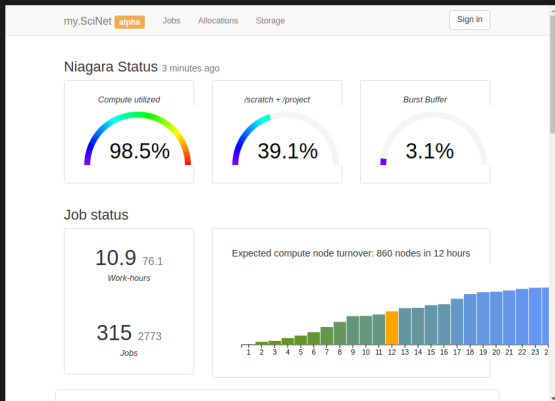 my.SciNet alpha Jobs Allocations Storage Sign in
Niagara Status 3 minutes ago
Compute utilized
98.5%
/scratch + /project
39.1%
Burst Buffer
3.1%
Job status
10.9 76.1
Work-hours
315 2773
Jobs
Expected compute node turnover: 860 nodes in 12 hours
1 2 3 4 5 6 7 8 9 10 11 12 13 14 15 16 17 18 19 20 21 22 23